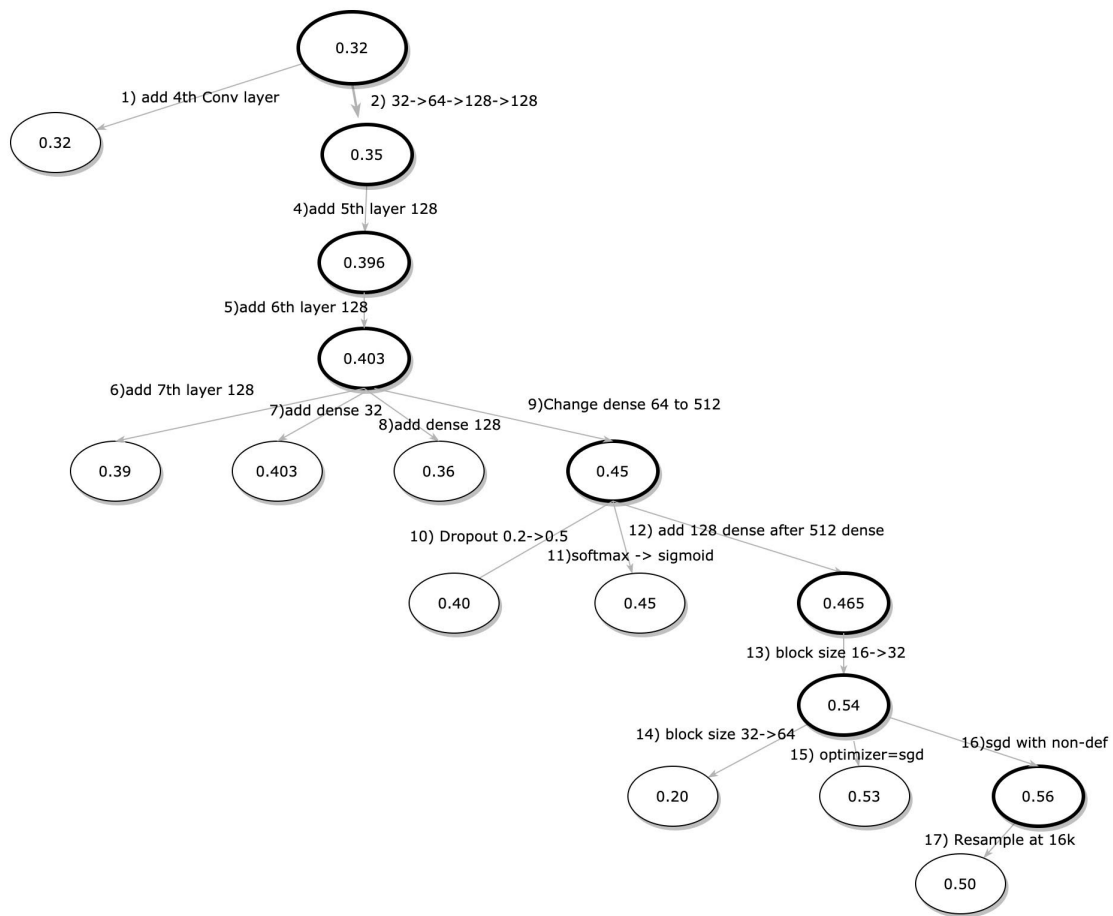 0.32
1) add 4th Conv layer
2) 32->64->128->128
0.32
0.35
4)add 5th layer 128
0.396
5)add 6th layer 128
0.403
6)add 7th layer 128
7)add dense 32
8)add dense 128
9)Change dense 64 to 512
0.39
0.403
0.36
0.45
10) Dropout 0.2->0.5
11)softmax -> sigmoid
12) add 128 dense after 512 dense
0.40
0.45
0.465
13) block size 16->32
0.54
14) block size 32->64
15) optimizer=sgd
16)sgd with non-def
0.20
0.53
0.56
17) Resample at 16k
0.50